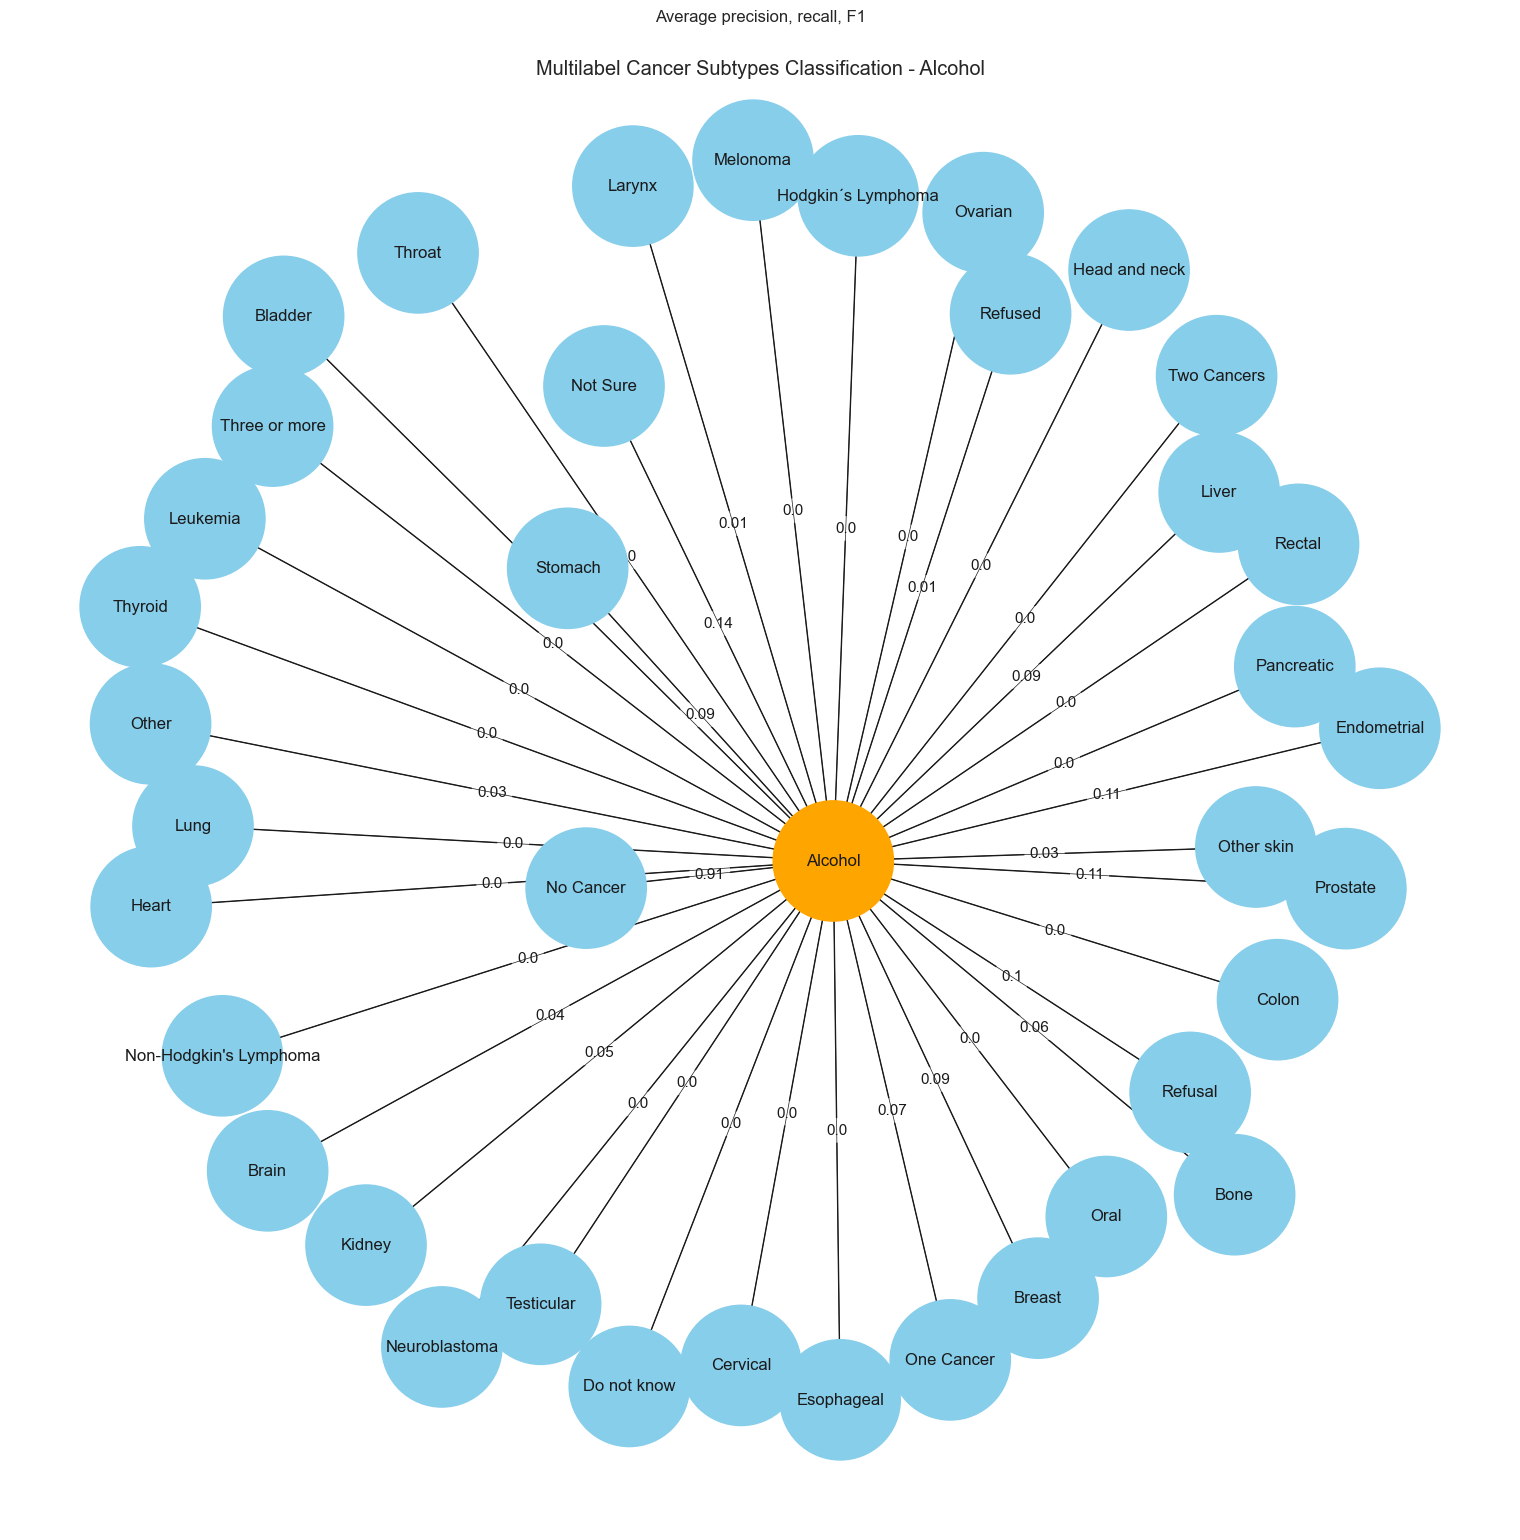 Average precision, recall, F1
Multilabel Cancer Subtypes Classification - Alcohol
Melonoma
Larynx
Hodgkin´s Lymphoma
Ovarian
Throat
Head and neck
Refused
Bladder
Two Cancers
Not Sure
Three or more
Liver
0.0
Leukemia
0.01
0.0
0.0
Rectal
0
0.0
Stomach
0.01
Thyroid
0.0
0.14
0.0
Pancreatic
0.09
0.0
0.0
0.09
Other
Endometrial
0.0
0.0
0.03
0.11
Lung
0.0
Other skin
0.03
Alcohol
0.91
0.11
0.0
No Cancer
Prostate
Heart
0.0
0.0
0.1
Colon
0.04
0.06
0.0
0.05
Non-Hodgkin's Lymphoma
0.09
0.0
Refusal
0.0
0.07
0.0
0.0
0.0
Brain
Bone
Oral
Kidney
Breast
Testicular
Neuroblastoma
One Cancer
Cervical
Do not know
Esophageal